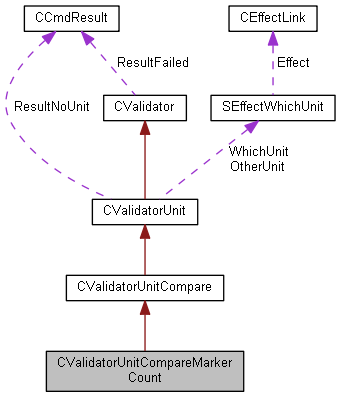 CCmdResult
CEffectLink
ResultFailed
Effect
ResultNoUnit
CValidator
SEffectWhichUnit
WhichUnit
OtherUnit
CValidatorUnit
CValidatorUnitCompare
CValidatorUnitCompareMarker
Count